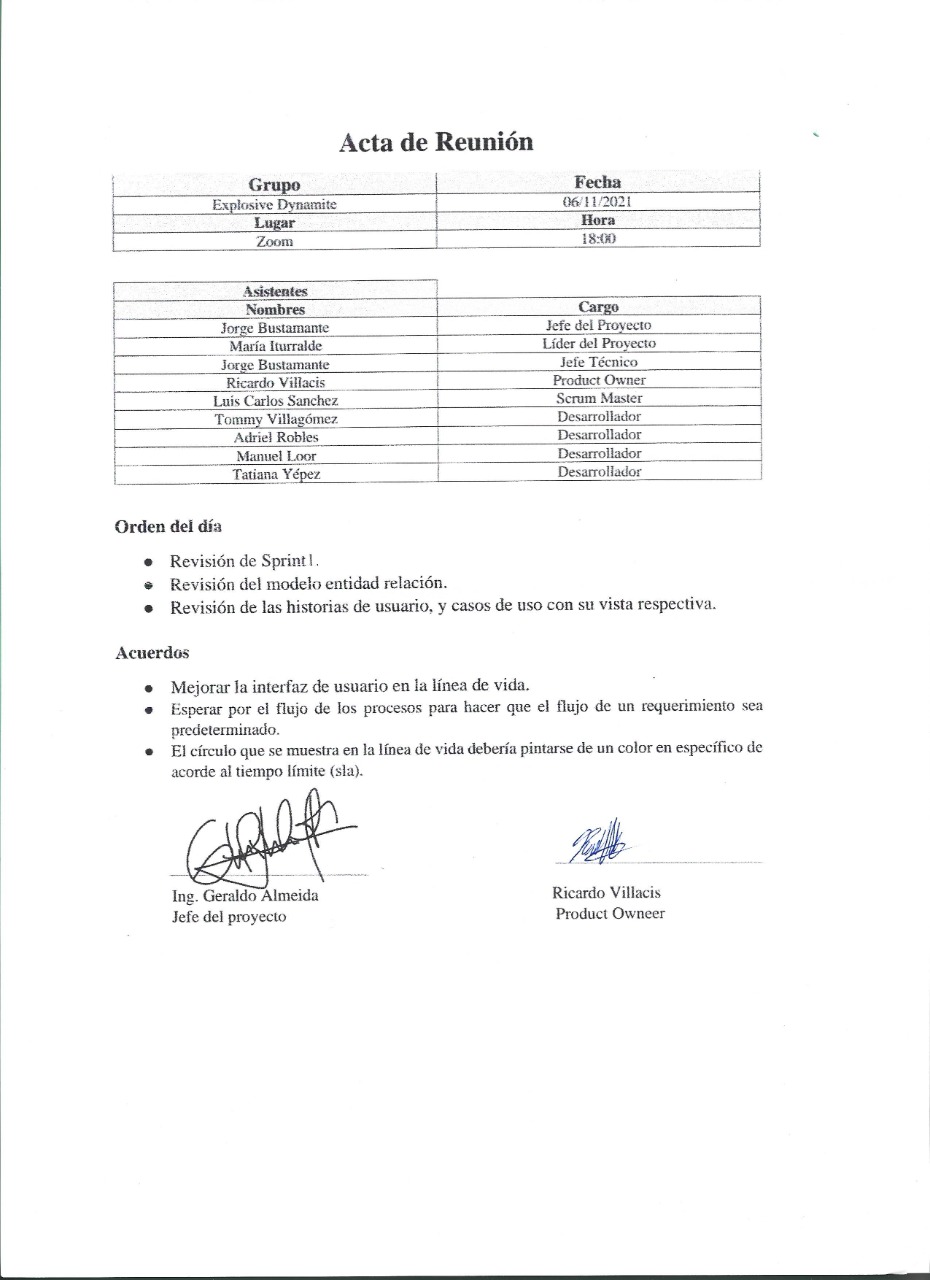 Acta de Reunión
Grupo Fecha
Explosive Dynamite 06/11/2021
Lugar Hora
Zoom 18:00
Asistentes
Nombres Cargo
Jorge Bustamante Jefe del Proyecto
María Iturralde Líder del Proyecto
Jorge Bustamante Jefe Técnico
Ricardo Villacis Product Owner
Luis Carlos Sanchez Scrum Master
Tommy Villagómez Desarrollador
Adriel Robles Desarrollador
Manuel Loor Desarrollador
Tatiana Yépez Desarrollador
Orden del día
• Revisión de Sprint1.
• Revisión del modelo entidad relación.
• Revisión de las historias de usuario, y casos de uso con su vista respectiva.
Acuerdos
• Mejorar la interfaz de usuario en la línea de vida.
• Esperar por el flujo de los procesos para hacer que el flujo de un requerimiento sea
predeterminado.
• El círculo que se muestra en la línea de vida debería pintarse de un color en específico de
acorde al tiempo límite (sla).
Ing. Geraldo Almeida
Jefe del proyecto
Ricardo Villacis
Product Owneer